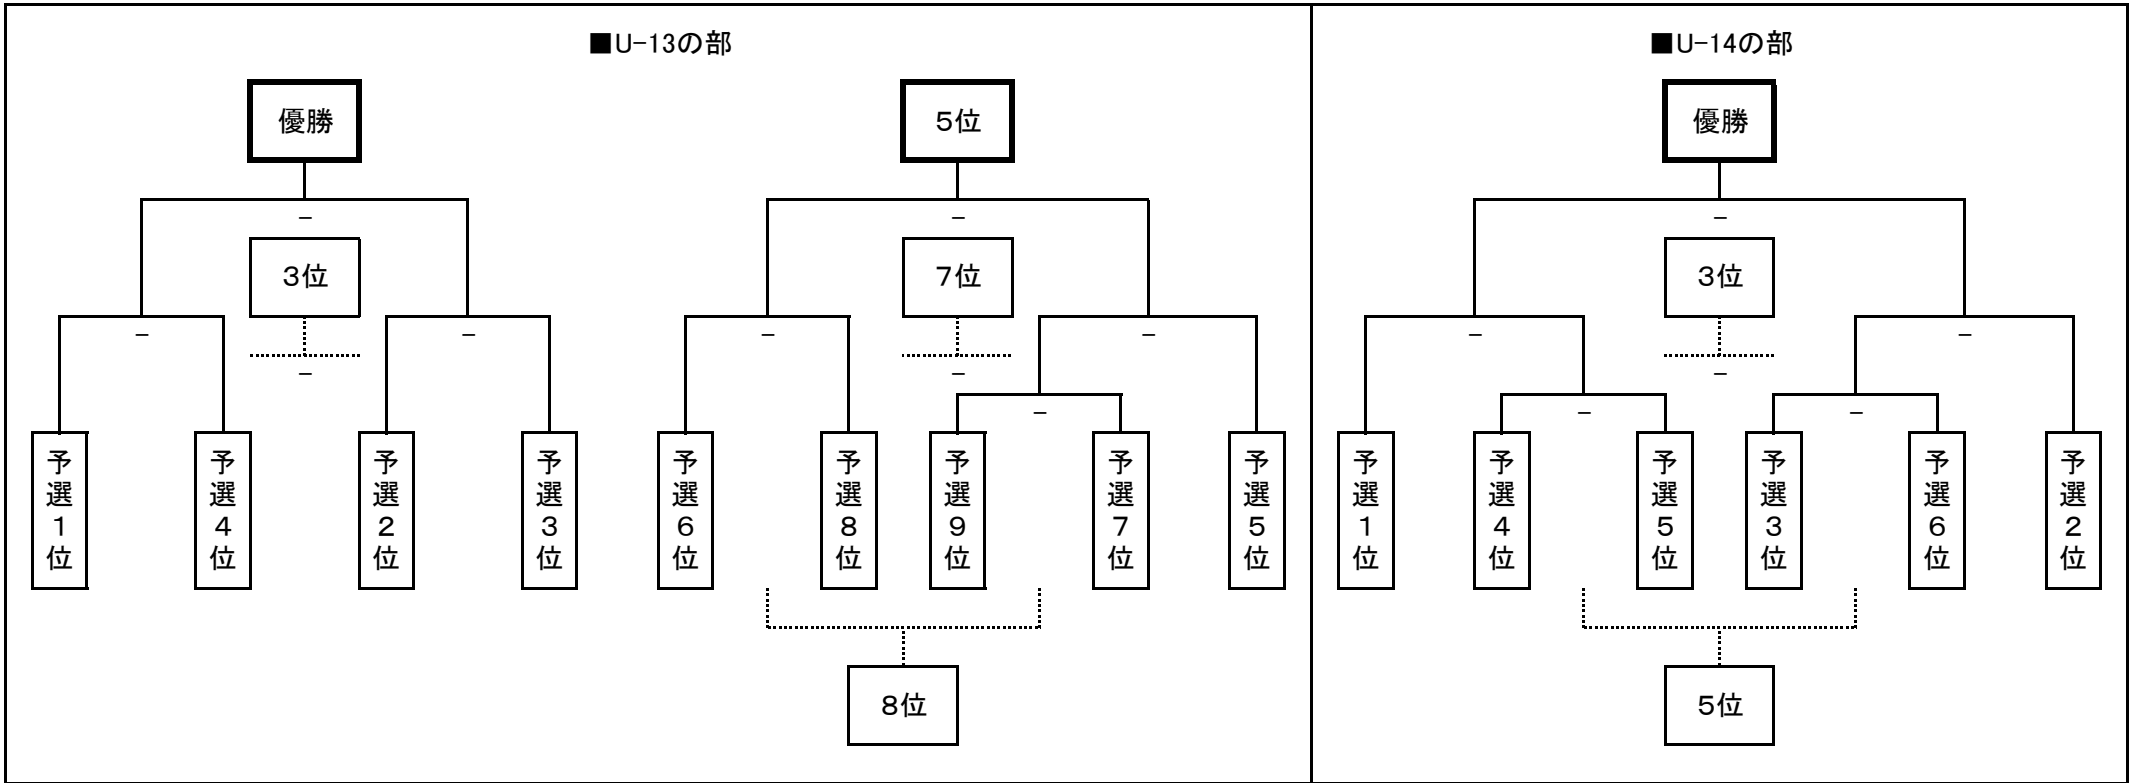 ■U-13の部
■U-14の部
優勝
5位
優勝
-
-
-
3位
7位
3位
-
-
-
-
-
-
-
-
-
-
-
-
予選1位
予選4位
予選2位
予選3位
予選6位
予選8位
予選9位
予選7位
予選5位
予選1位
予選4位
予選5位
予選3位
予選6位
予選2位
8位
5位